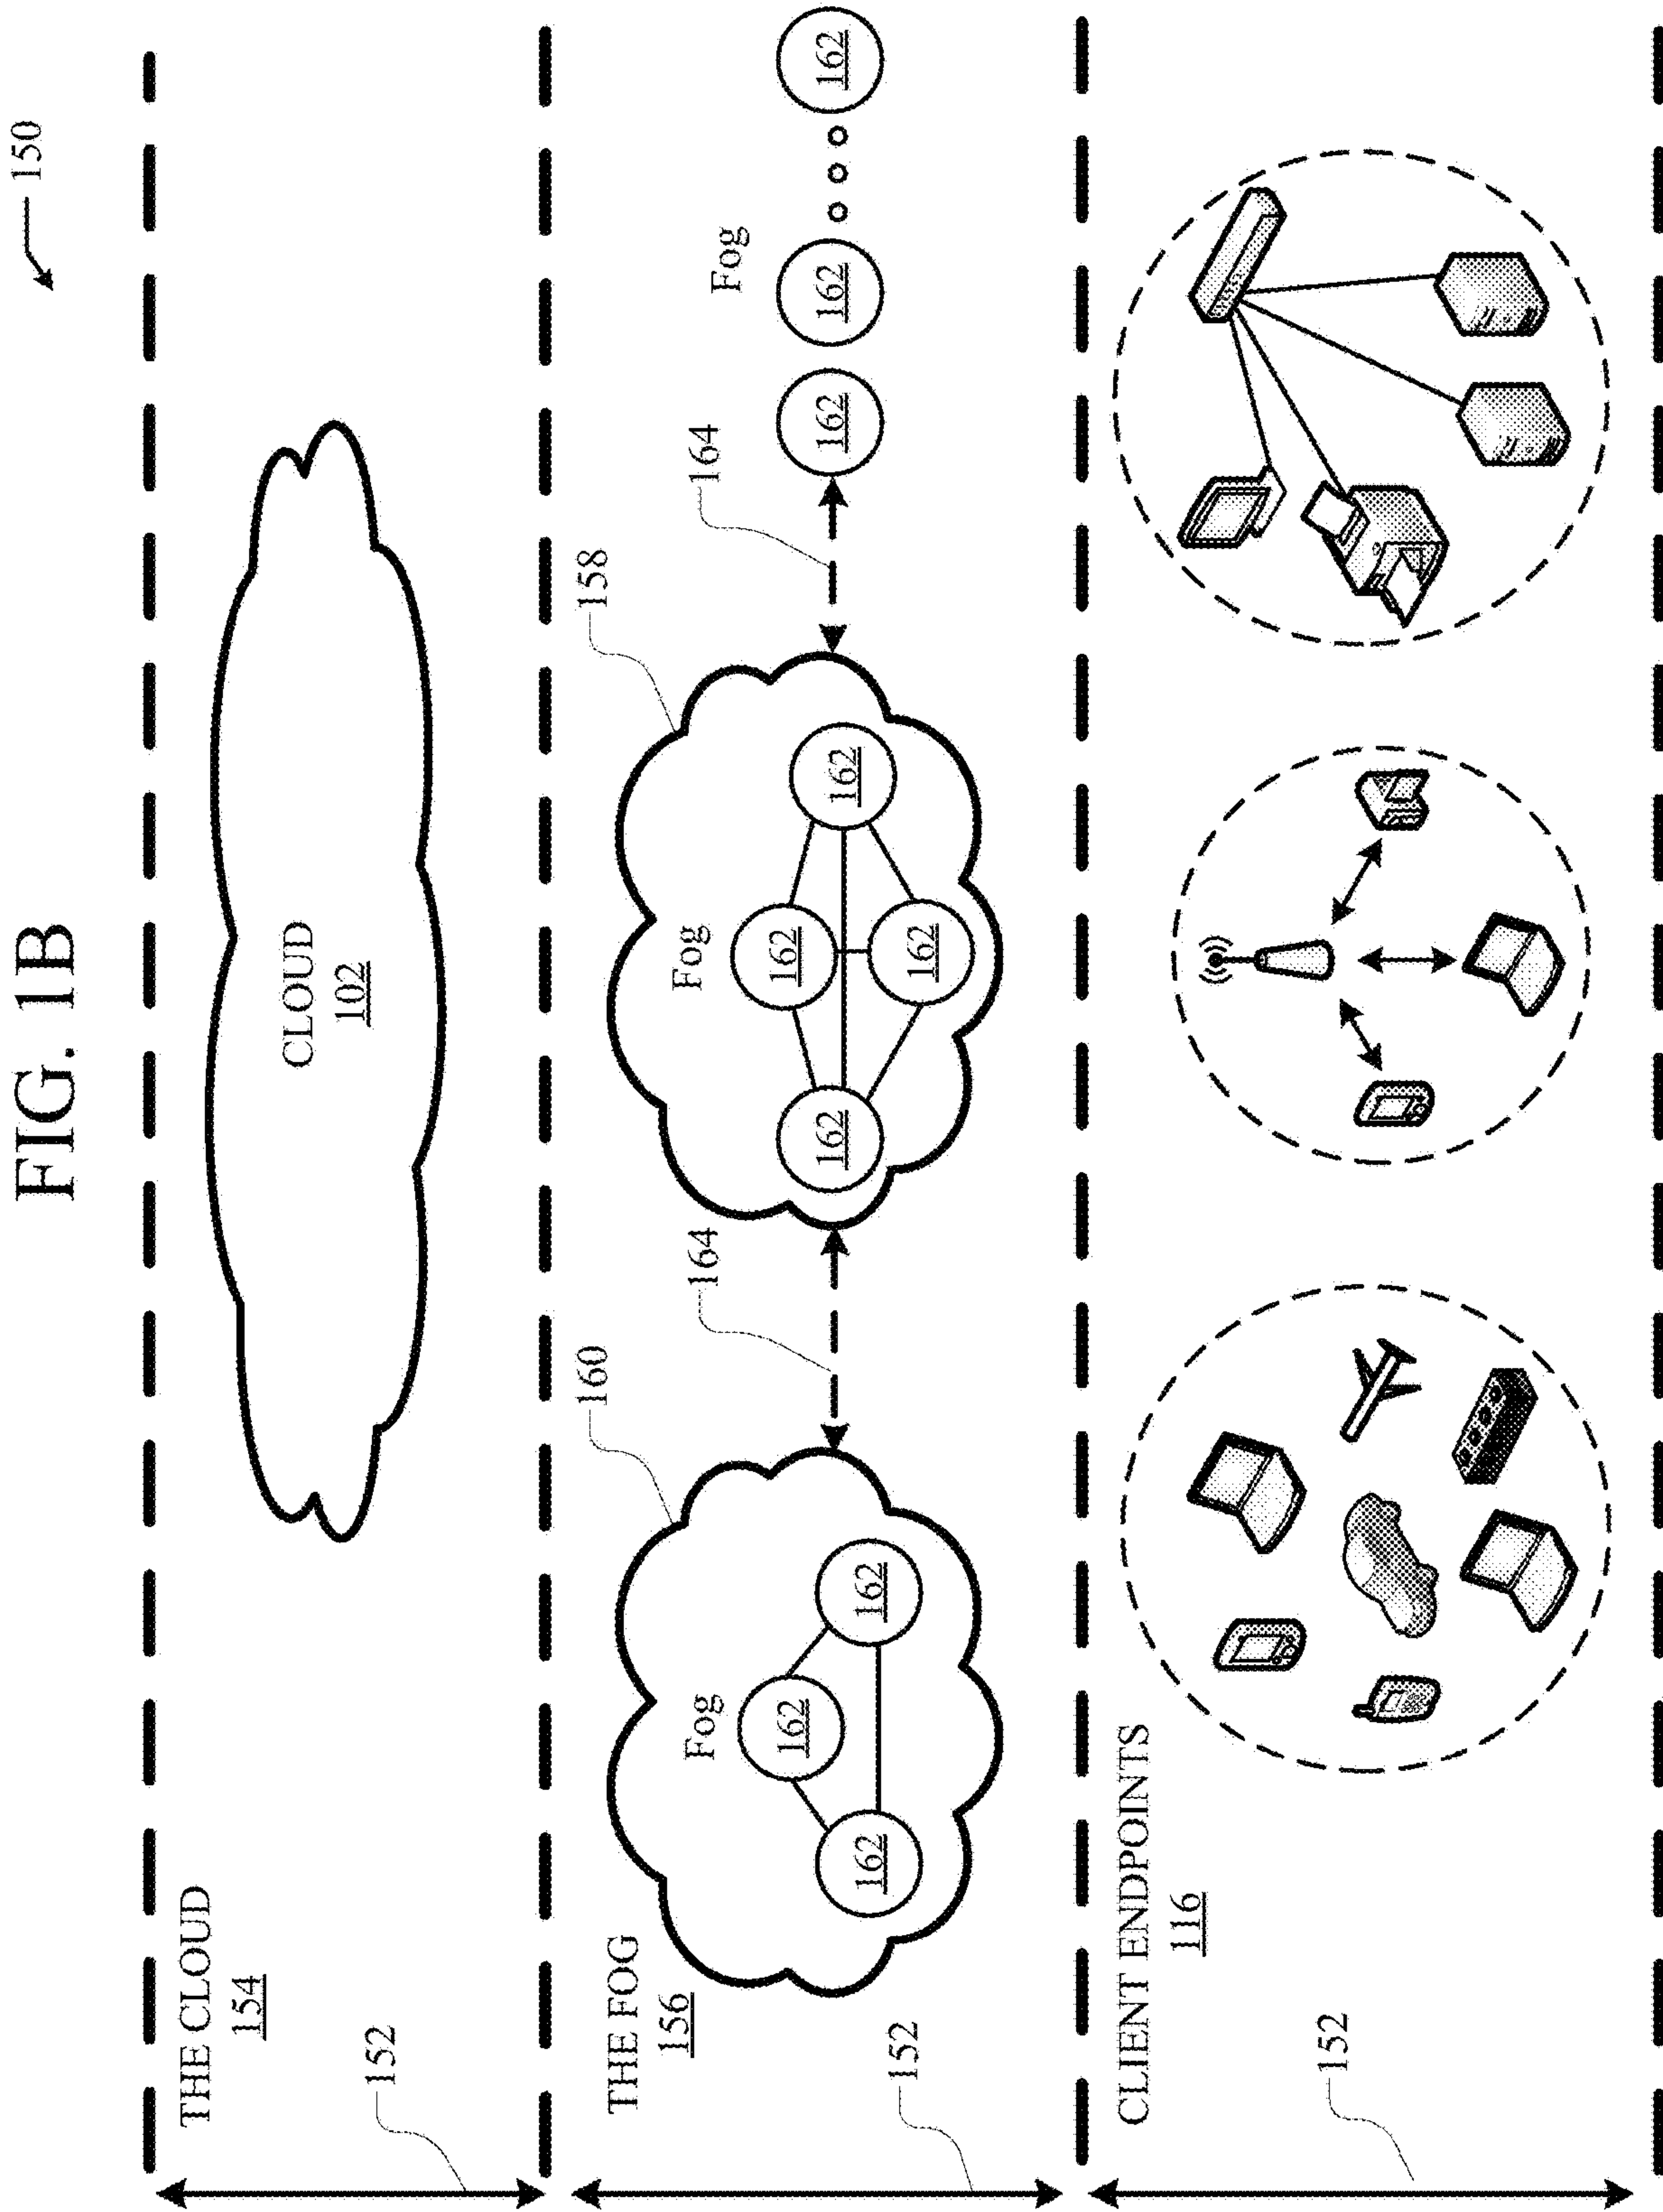 FIG. 1B
150
THE CLOUD
154
152
CLOUD
102
THE FOG
156
152
160
Fog
162
162
162
164
158
Fog
162
162
162
162
164
Fog
162
162
162
CLIENT ENDPOINTS
116
152